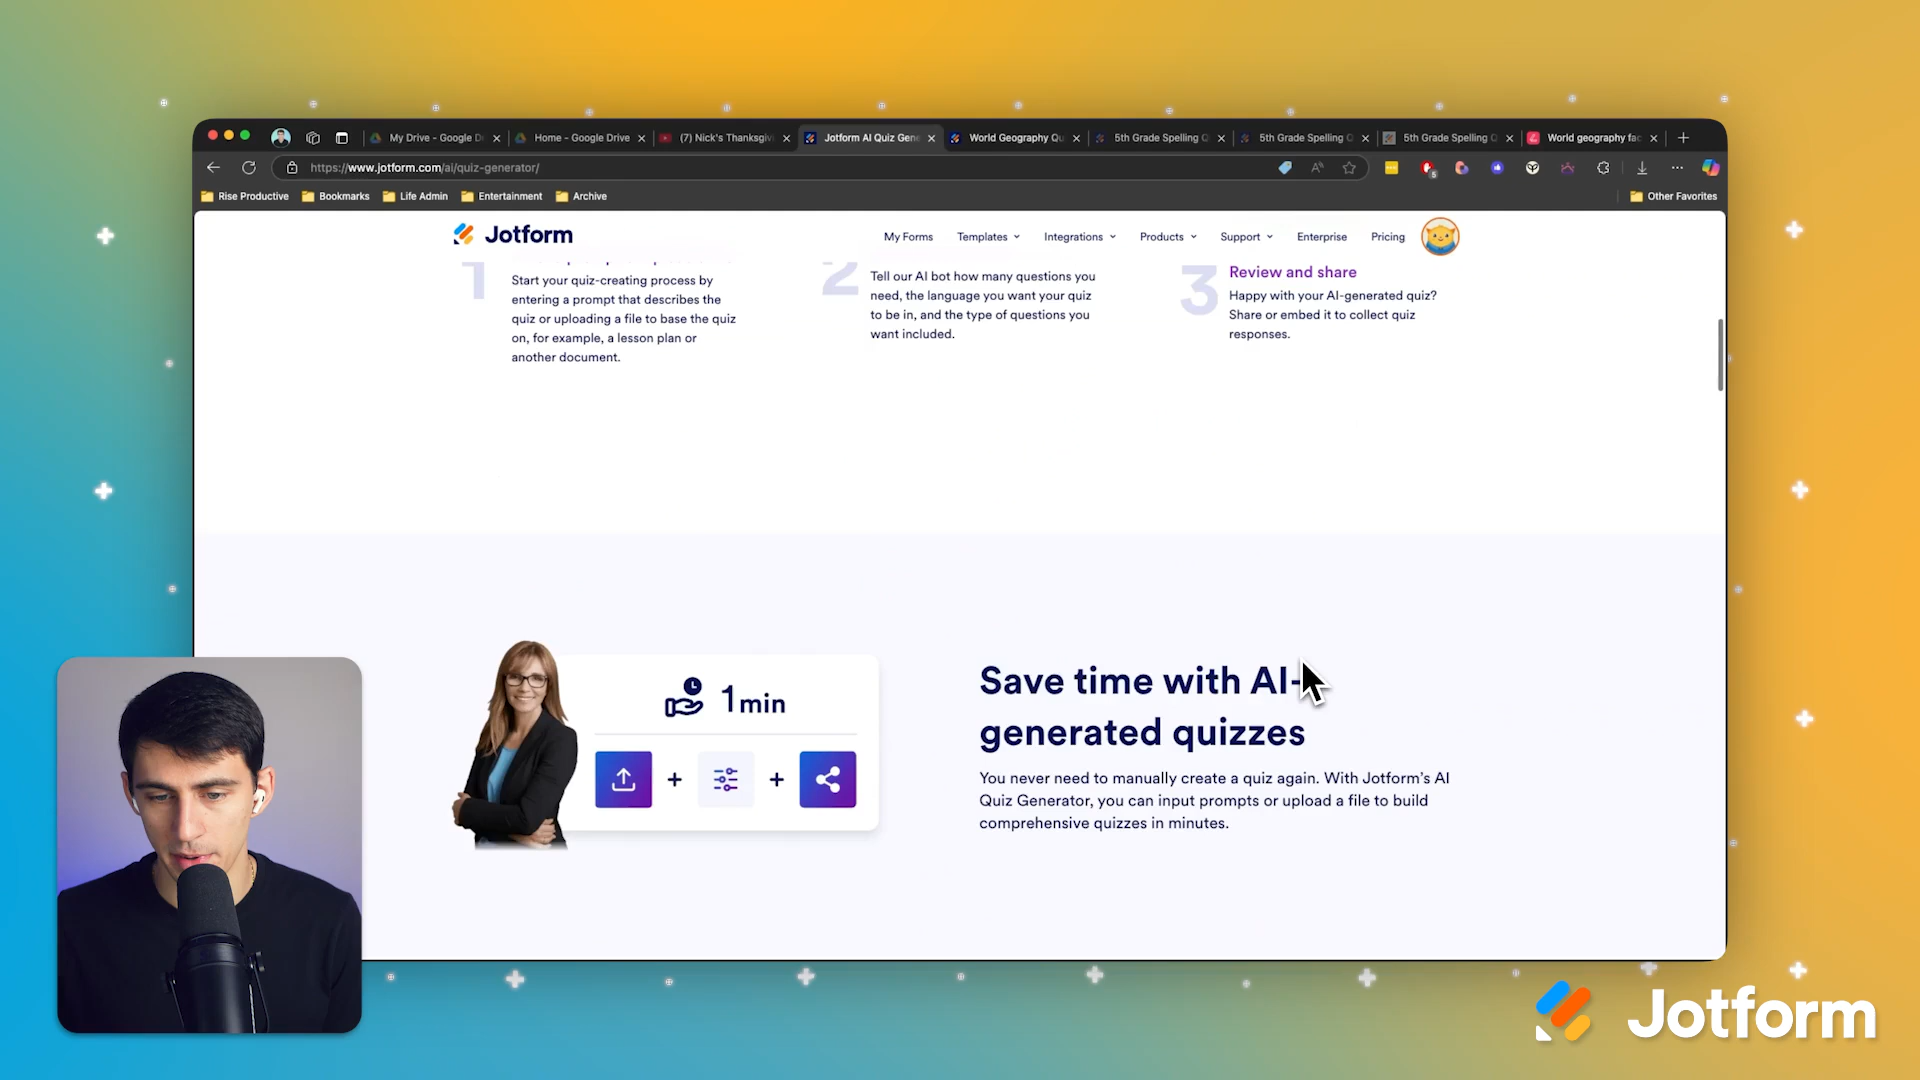 My Drive - Google D
Home - Google Drive
(7) Nick's Thanksgivi
Jotform AI Quiz Gene
World Geography Qu
5th Grade Spelling Q
5th Grade Spelling Q
5th Grade Spelling Q
World geography fac
https://www.jotform.com/ai/quiz-generator/
Rise Productive
Bookmarks
Life Admin
Entertainment
Archive
Other Favorites
Jotform
My Forms
Templates
Integrations
Products
Support
Enterprise
Pricing
1
Start your quiz-creating process by
entering a prompt that describes the
quiz or uploading a file to base the quiz
on, for example, a lesson plan or
another document.
2
Tell our AI bot how many questions you
need, the language you want your quiz
to be in, and the type of questions you
want included.
3
Review and share
Happy with your AI-generated quiz?
Share or embed it to collect quiz
responses.
1min
Save time with AI-
generated quizzes
You never need to manually create a quiz again. With Jotform's AI
Quiz Generator, you can input prompts or upload a file to build
comprehensive quizzes in minutes.
Jotform